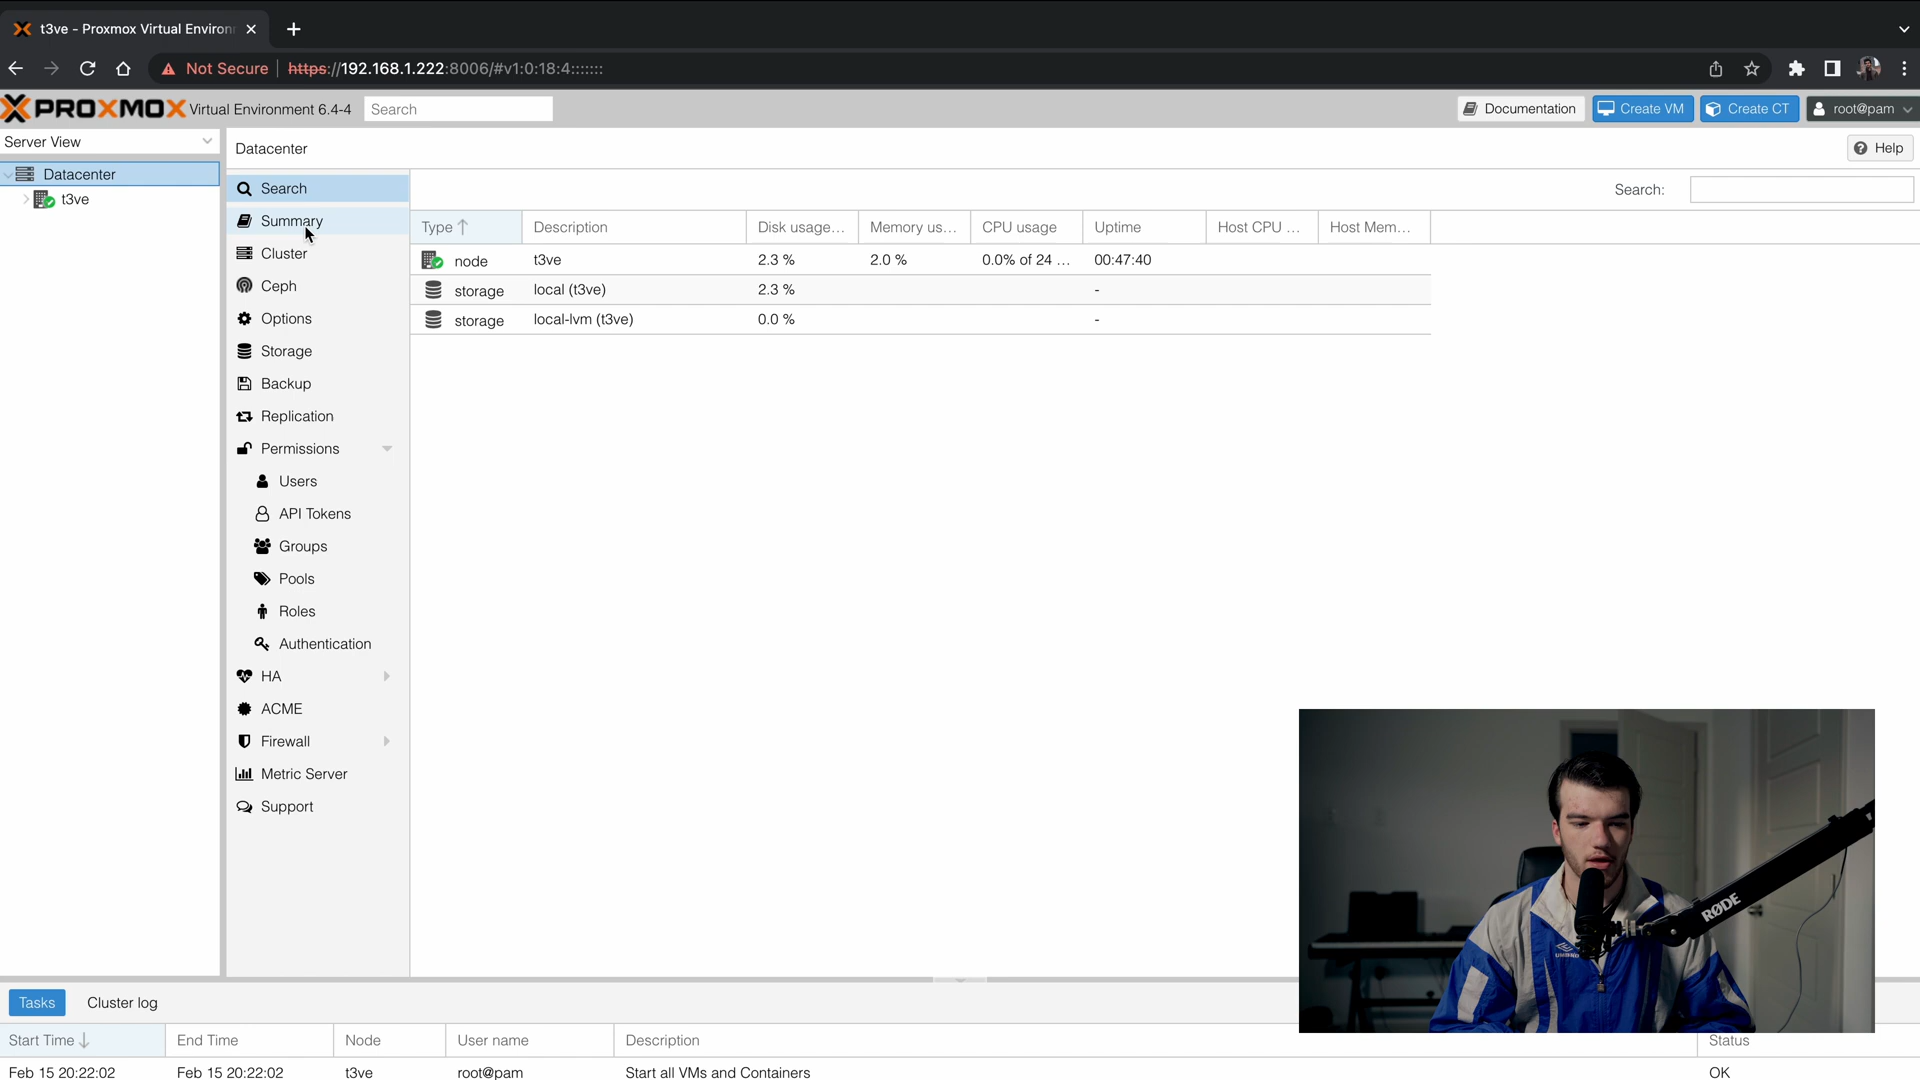 t3ve - Proxmox Virtual Environ
Not Secure https://192.168.1.222:8006/#v1:0:18:4:::::::
PROXMOX Virtual Environment 6.4-4 Search Documentation Create VM Create CT root@pam
Server View
Datacenter
t3ve
Datacenter Help
Search
Summary
Cluster
Ceph
Options
Storage
Backup
Replication
Permissions
Users
API Tokens
Groups
Pools
Roles
Authentication
HA
ACME
Firewall
Metric Server
Support
Search:
Type Description Disk usage... Memory us... CPU usage Uptime Host CPU ... Host Mem...
node t3ve 2.3 % 2.0 % 0.0% of 24 ... 00:47:40
storage local (t3ve) 2.3 % -
storage local-lvm (t3ve) 0.0 % -
RØDE
Tasks Cluster log
Start Time End Time Node User name Description Status
Feb 15 20:22:02 Feb 15 20:22:02 t3ve root@pam Start all VMs and Containers OK